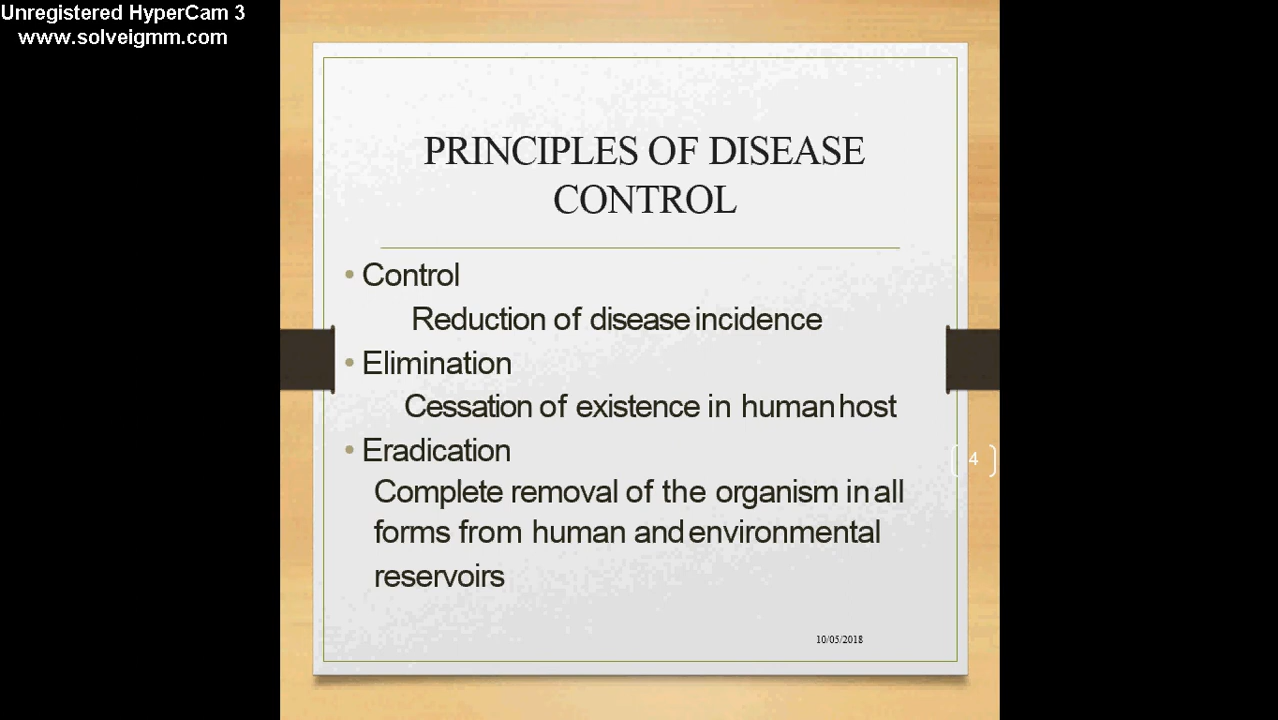 Unregistered HyperCam 3
www.solveigmm.com
PRINCIPLES OF DISEASE
CONTROL
• Control
Reduction of disease incidence
• Elimination
Cessation of existence in human host
• Eradication
4
Complete removal of the organism in all
forms from human and environmental
reservoirs
10/05/2018